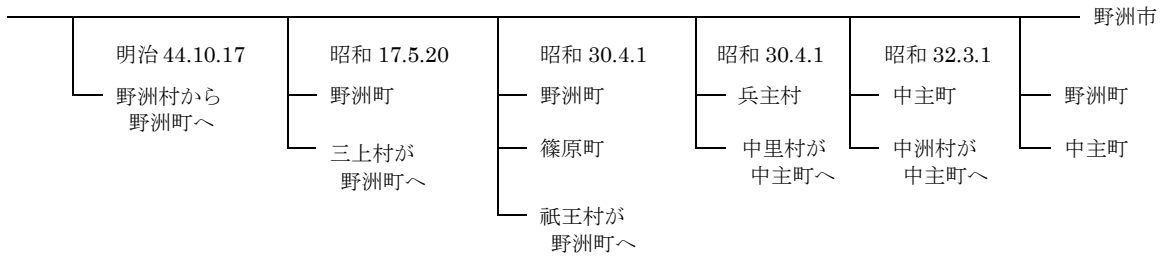 野洲市
明治 44.10.17
野洲村から
野洲町へ
昭和 17.5.20
野洲町
三上村が
野洲町へ
昭和 30.4.1
野洲町
篠原町
祇王村が
野洲町へ
昭和 30.4.1
兵主村
中里村が
中主町へ
昭和 32.3.1
中主町
中洲村が
中主町へ
野洲町
中主町